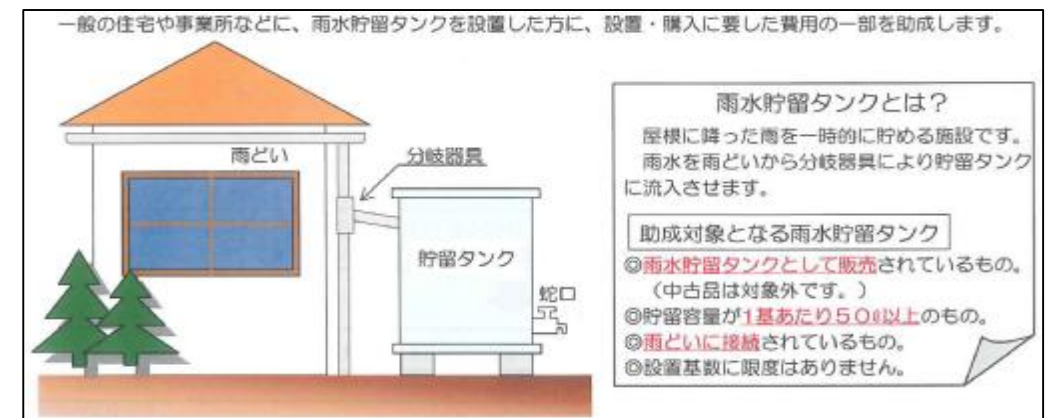 一般の住宅や事業所などに、雨水貯留タンクを設置した方に、設置・購入に要した費用の一部を助成します。
雨どい
分岐器具
貯留タンク
蛇口
雨水貯留タンクとは？
屋根に降った雨を一時的に貯める施設です。
雨水を雨どいから分岐器具により貯留タンク
に流入させます。
助成対象となる雨水貯留タンク
◎雨水貯留タンクとして販売されているもの。
（中古品は対象外です。）
◎貯留容量が1基あたり５０ℓ以上のもの。
◎雨どいに接続されているもの。
◎設置基数に限度はありません。